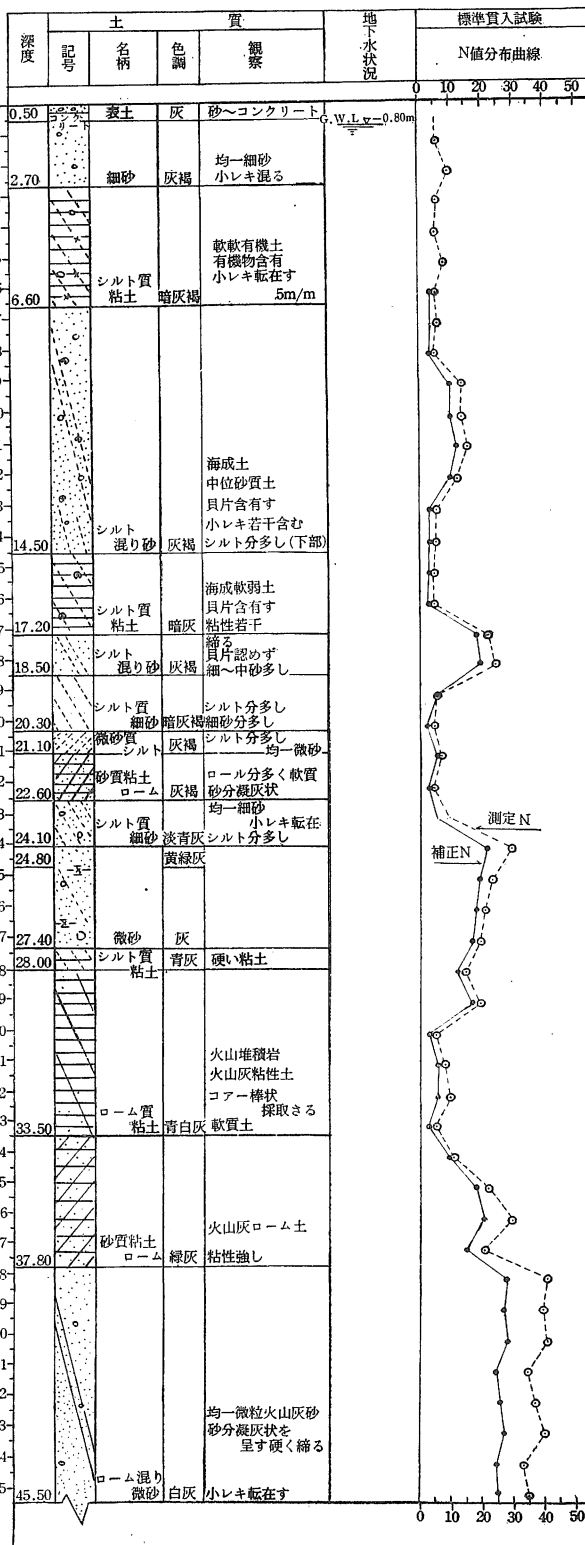 土 質
深度
記号
名柄
色調
観察
地下水状況
標準貫入試験
N値分布曲線
0 10 20 30 40 50
0.50 コンクリート 表土 灰 砂〜コンクリート
G.W.L ▽−0.80m
均一細砂
2.70 細砂 灰褐 小レキ混る
軟軟有機土
有機物含有
シルト質 小レキ転在す
6.60 粘土 暗灰褐 .5m/m
海成土
中位砂質土
貝片含有す
シルト 小レキ若干含む
14.50 混り砂 灰褐 シルト分多し(下部)
海成軟弱土
シルト質 貝片含有す
17.20 粘土 暗灰 粘性若干
締る
シルト 貝片認めず
18.50 混り砂 灰褐 細〜中砂多し
シルト質 シルト分多し
20.30 細砂 暗灰褐 細砂分多し
微砂質 シルト分多し
21.10 シルト 灰褐 均一微砂
砂質粘土 ロール分多く軟質
22.60 ローム 灰褐 砂分凝灰状
均一細砂
シルト質 小レキ転在
24.10 細砂 淡青灰 シルト分多し
測定N
補正N
24.80 黄緑灰
27.40 微砂 灰
シルト質 青灰 硬い粘土
28.00 粘土
火山堆積岩
火山灰粘性土
コアー棒状
ローム質 採取さる
33.50 粘土 青白灰 軟質土
火山灰ローム土
砂質粘土
37.80 ローム 緑灰 粘性強し
均一微粒火山灰砂
砂分凝灰状を
呈す硬く締る
ローム混り
45.50 微砂 白灰 小レキ転在す
0 10 20 30 40 50